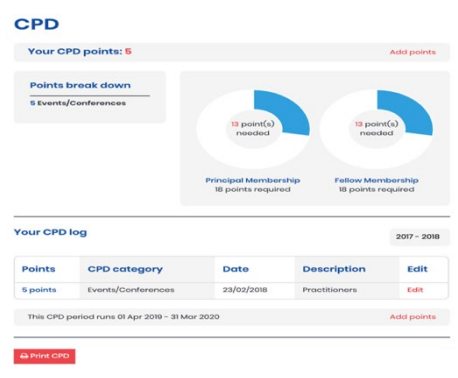 CPD
Your CPD points: 5 Add points
Points break down
5 Events/Conferences
13 point(s) needed
13 point(s) needed
Principal Membership
18 points required
Fellow Membership
18 points required
Your CPD log
2017 - 2018
Points CPD category Date Description Edit
5 points Events/Conferences 23/02/2018 Practitioners Edit
This CPD period runs 01 Apr 2019 - 31 Mar 2020 Add points
Print CPD